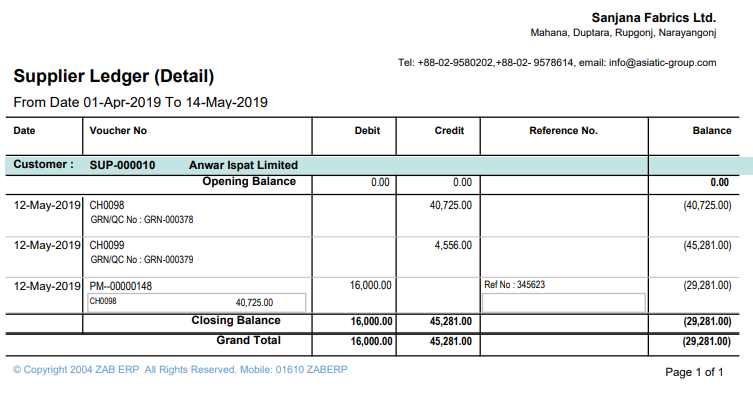 Sanjana Fabrics Ltd.
Mahana, Duptara, Rupgonj, Narayangonj
Tel: +88-02-9580202,+88-02- 9578614, email: info@asiatic-group.com
Supplier Ledger (Detail)
From Date 01-Apr-2019 To 14-May-2019
Date Voucher No Debit Credit Reference No. Balance
Customer : SUP-000010 Anwar Ispat Limited
Opening Balance 0.00 0.00 0.00
12-May-2019 CH0098 40,725.00 (40,725.00)
GRN/QC No : GRN-000378
12-May-2019 CH0099 4,556.00 (45,281.00)
GRN/QC No : GRN-000379
12-May-2019 PM--00000148 16,000.00 Ref No : 345623 (29,281.00)
CH0098 40,725.00
Closing Balance 16,000.00 45,281.00 (29,281.00)
Grand Total 16,000.00 45,281.00 (29,281.00)
© Copyright 2004 ZAB ERP All Rights Reserved. Mobile: 01610 ZABERP
Page 1 of 1